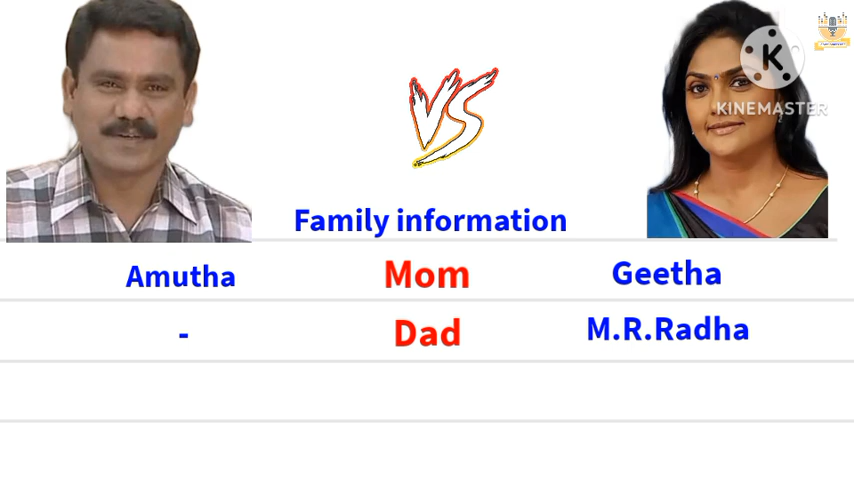 VS
KINEMASTER
Family information
Amutha Mom Geetha
- Dad M.R.Radha